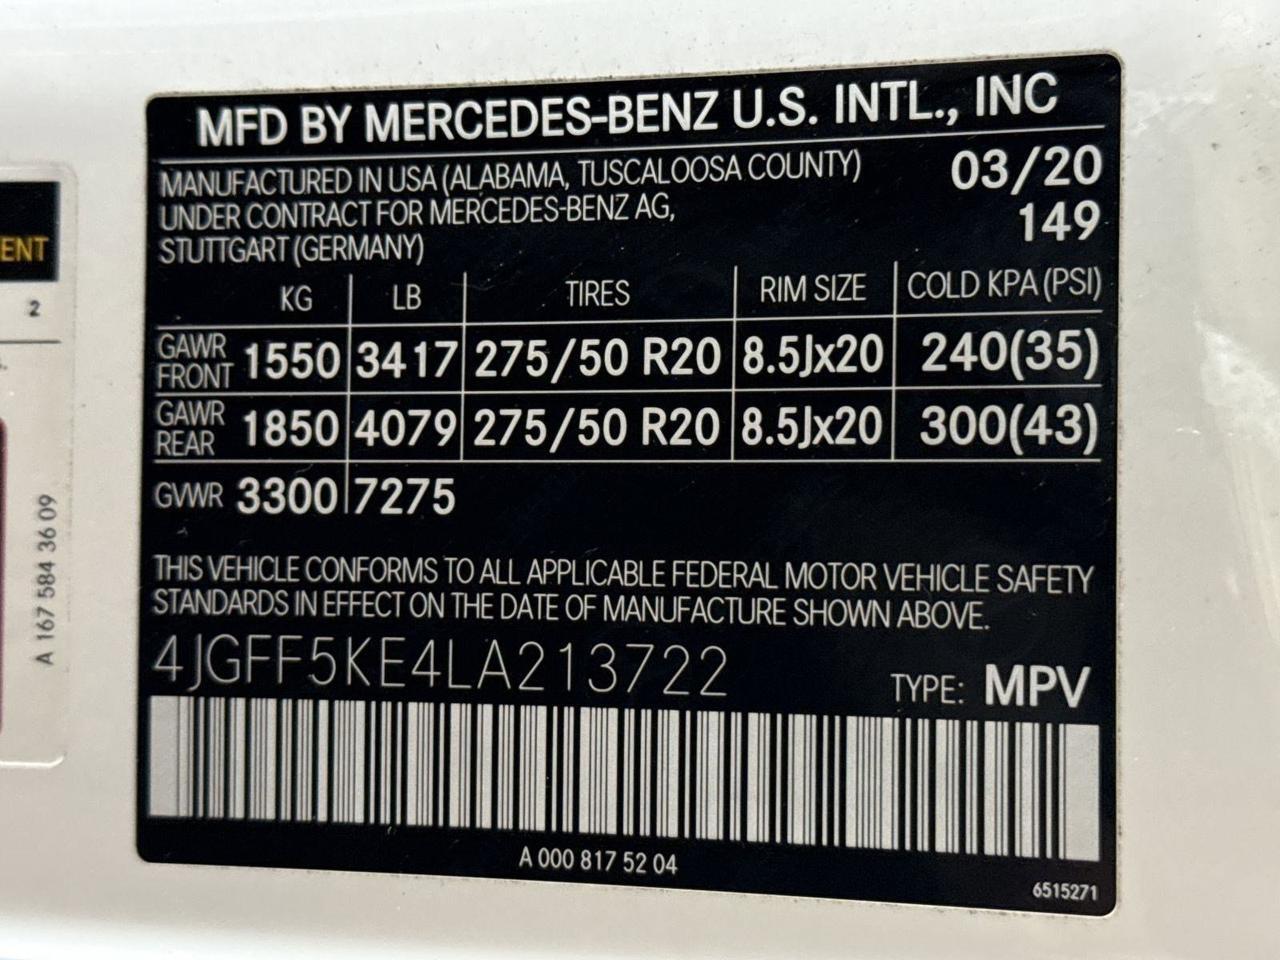 MFD BY MERCEDES-BENZ U.S. INTL., INC
MANUFACTURED IN USA (ALABAMA, TUSCALOOSA COUNTY) 03/20
UNDER CONTRACT FOR MERCEDES-BENZ AG, 149
STUTTGART (GERMANY)
KG LB TIRES RIM SIZE COLD KPA (PSI)
GAWR FRONT 1550 3417 275/50 R20 8.5Jx20 240(35)
GAWR REAR 1850 4079 275/50 R20 8.5Jx20 300(43)
GVWR 3300 7275
THIS VEHICLE CONFORMS TO ALL APPLICABLE FEDERAL MOTOR VEHICLE SAFETY
STANDARDS IN EFFECT ON THE DATE OF MANUFACTURE SHOWN ABOVE.
4JGFF5KE4LA213722
TYPE: MPV
A 000 817 52 04
6515271
ENT
2
A 167 584 36 09